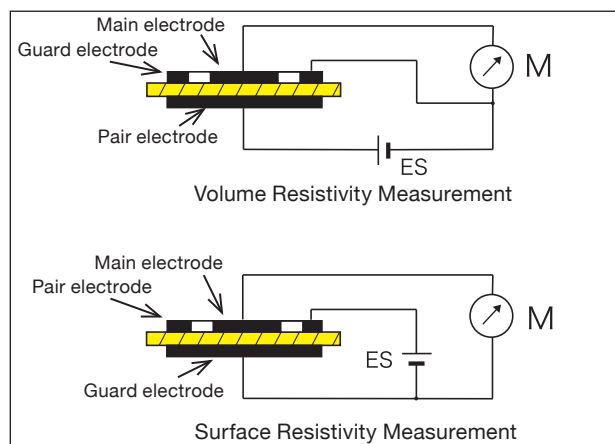 Main electrode
Guard electrode
M
Pair electrode
ES
Volume Resistivity Measurement
Main electrode
Pair electrode
M
ES
Guard electrode
Surface Resistivity Measurement